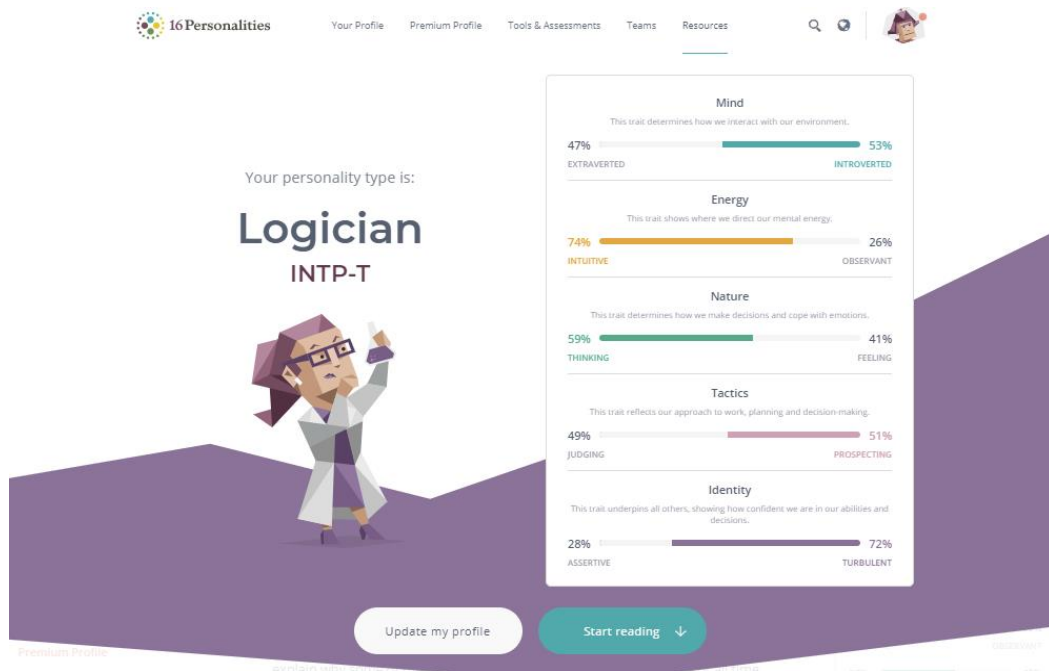 16Personalities
Your Profile Premium Profile Tools & Assessments Teams Resources
Your personality type is:
Logician
INTP-T
Mind
This trait determines how we interact with our environment.
47% 53%
EXTRAVERTED INTROVERTED
Energy
This trait shows where we direct our mental energy.
74% 26%
INTUITIVE OBSERVANT
Nature
This trait determines how we make decisions and cope with emotions.
59% 41%
THINKING FEELING
Tactics
This trait reflects our approach to work, planning and decision-making.
49% 51%
JUDGING PROSPECTING
Identity
This trait underpins all others, showing how confident we are in our abilities and
decisions.
28% 72%
ASSERTIVE TURBULENT
Update my profile Start reading
Premium Profile OBSERVANT
explain why